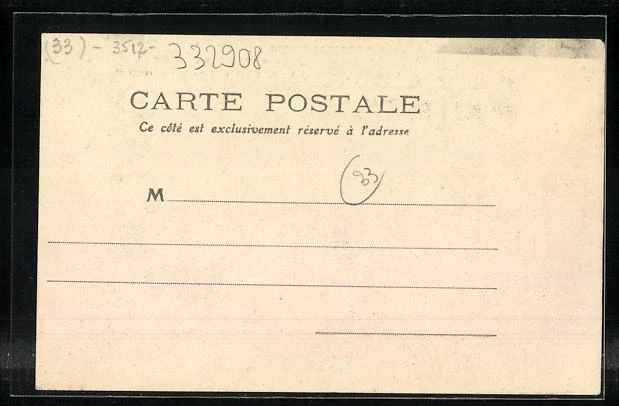 (33) - 3512-
332908
CARTE POSTALE
Ce côté est exclusivement réservé à l'adresse
33
M